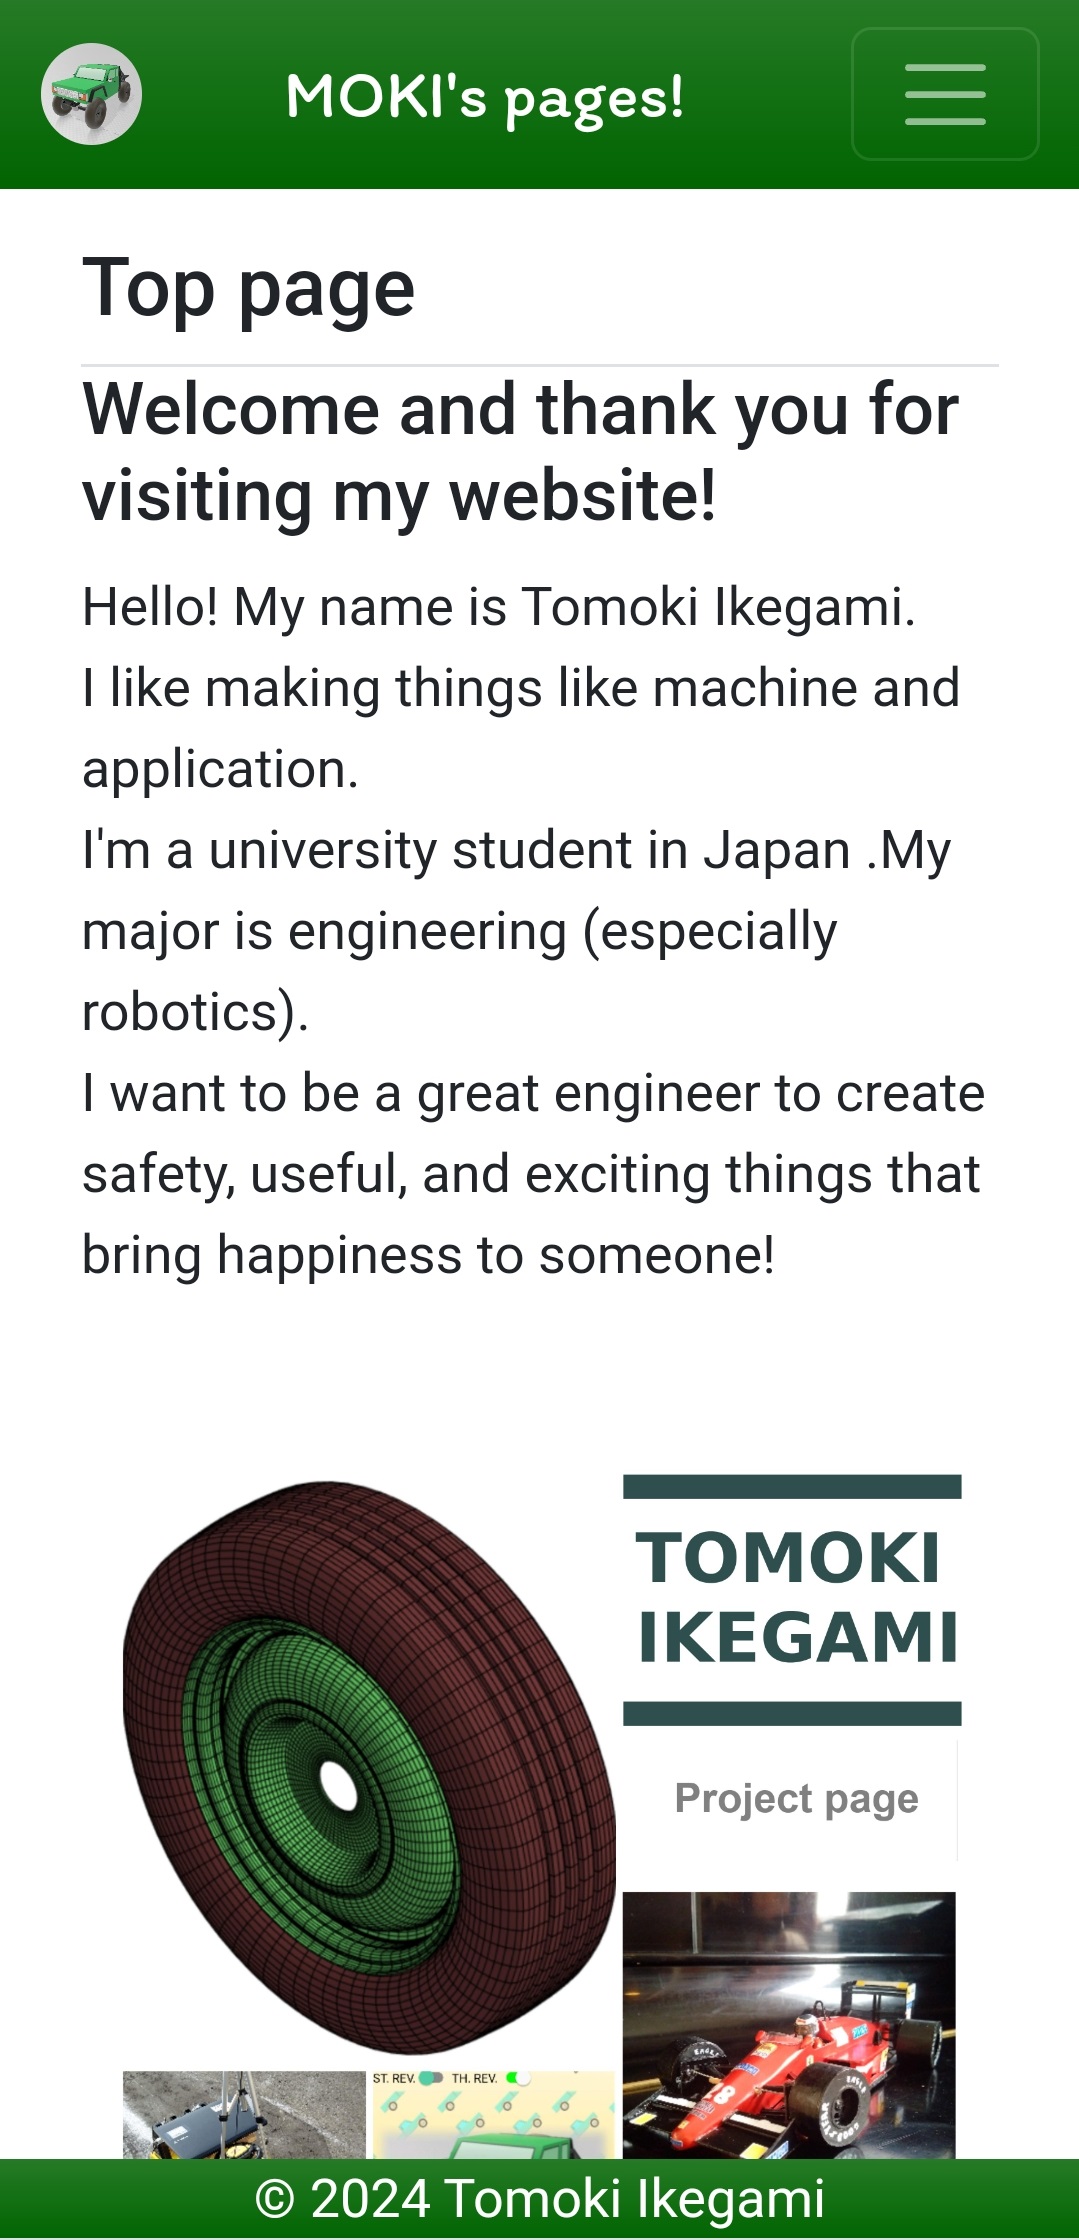 MOKI's pages!
Top page
Welcome and thank you for
visiting my website!
Hello! My name is Tomoki Ikegami.
I like making things like machine and
application.
I'm a university student in Japan .My
major is engineering (especially
robotics).
I want to be a great engineer to create
safety, useful, and exciting things that
bring happiness to someone!
TOMOKI
IKEGAMI
Project page
ST. REV. TH. REV.
EAGLE
28
EAGLE
© 2024 Tomoki Ikegami